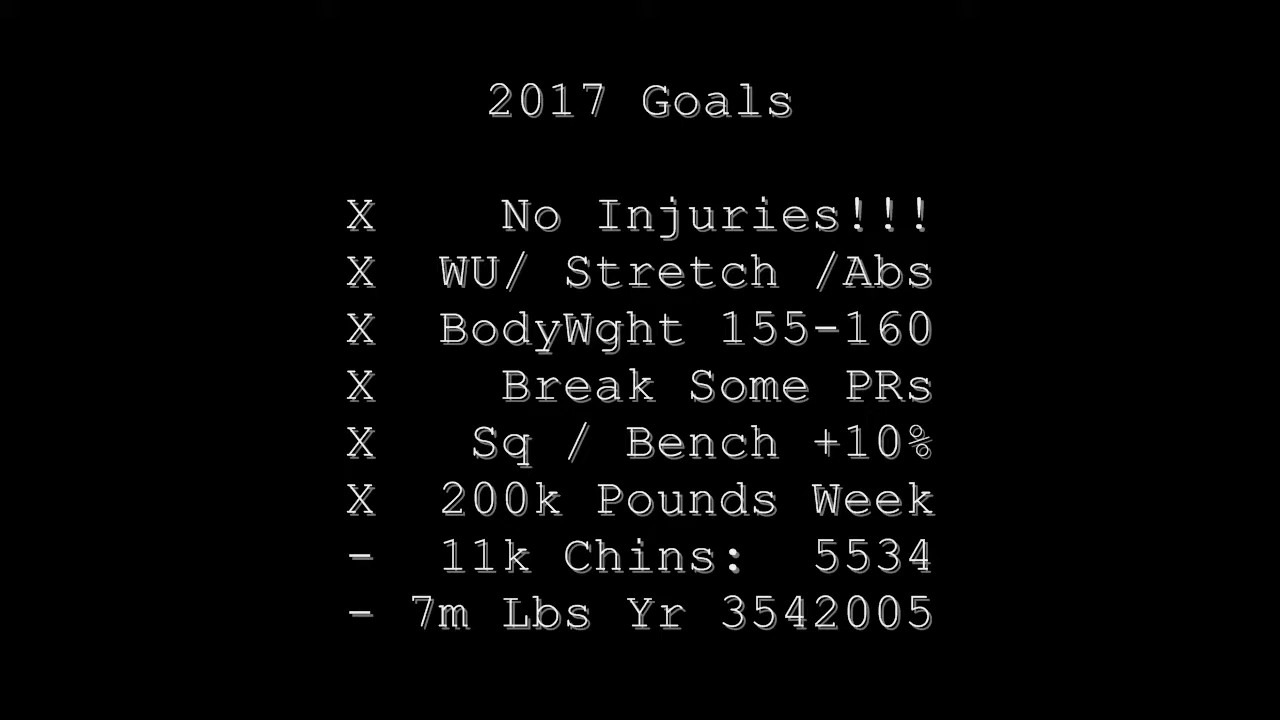 2017 Goals
X No Injuries!!!
X WU/ Stretch /Abs
X BodyWght 155-160
X Break Some PRs
X Sq / Bench +10%
X 200k Pounds Week
- 11k Chins: 5534
- 7m Lbs Yr 3542005